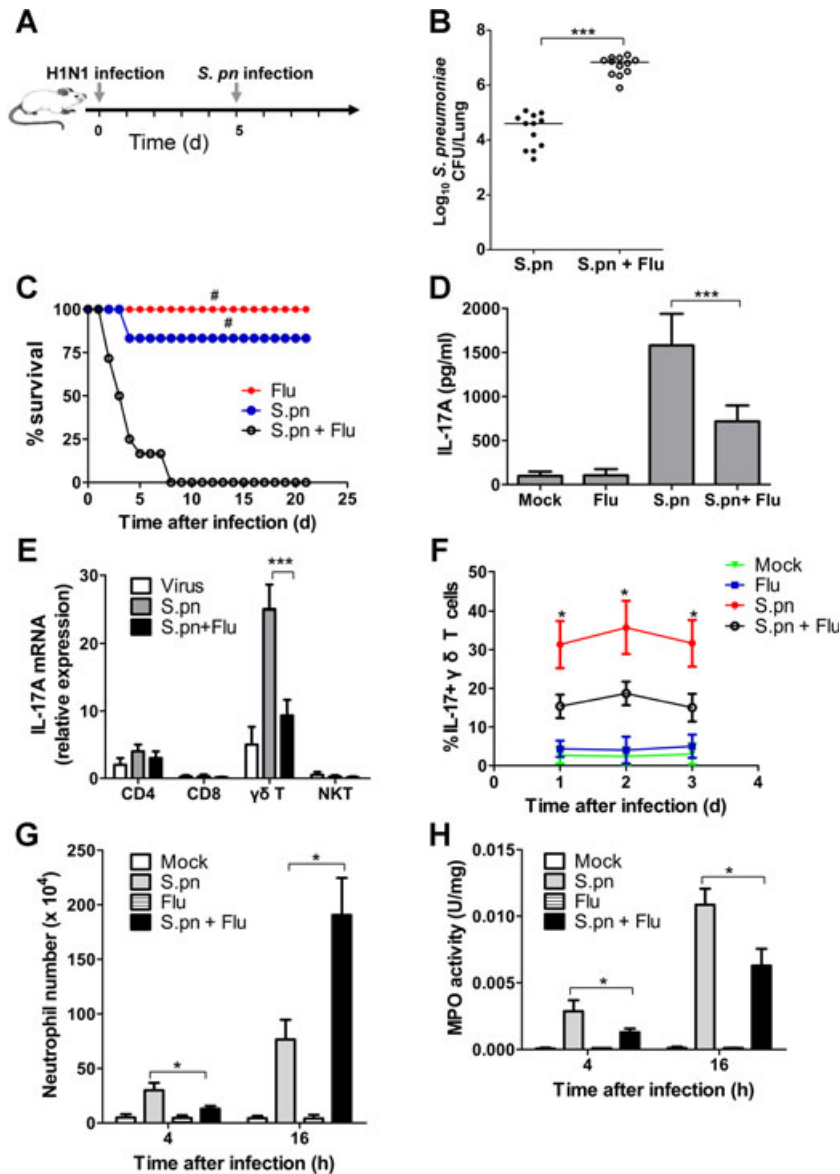 A
H1N1 infection
S. pn infection
0
5
Time (d)
B
***
Log10 S. pneumoniae
CFU/Lung
8
6
4
2
0
S.pn
S.pn + Flu
C
#
#
% survival
100
75
50
25
0
Flu
S.pn
S.pn + Flu
0 5 10 15 20 25
Time after infection (d)
D
***
IL-17A (pg/ml)
2000
1500
1000
500
0
Mock Flu S.pn S.pn+ Flu
E
Virus
S.pn
S.pn+Flu
***
IL-17A mRNA
(relative expression)
30
20
10
0
CD4 CD8 γδ T NKT
F
Mock
Flu
S.pn
S.pn + Flu
* * *
% IL-17+ γ δ T cells
50
40
30
20
10
0
1 2 3 4
Time after infection (d)
G
Mock
S.pn
Flu
S.pn + Flu
*
*
Neutrophil number (x 10⁴)
250
200
150
100
50
0
4 16
Time after infection (h)
H
Mock
S.pn
Flu
S.pn + Flu
*
*
MPO activity (U/mg)
0.015
0.010
0.005
0.000
4 16
Time after infection (h)